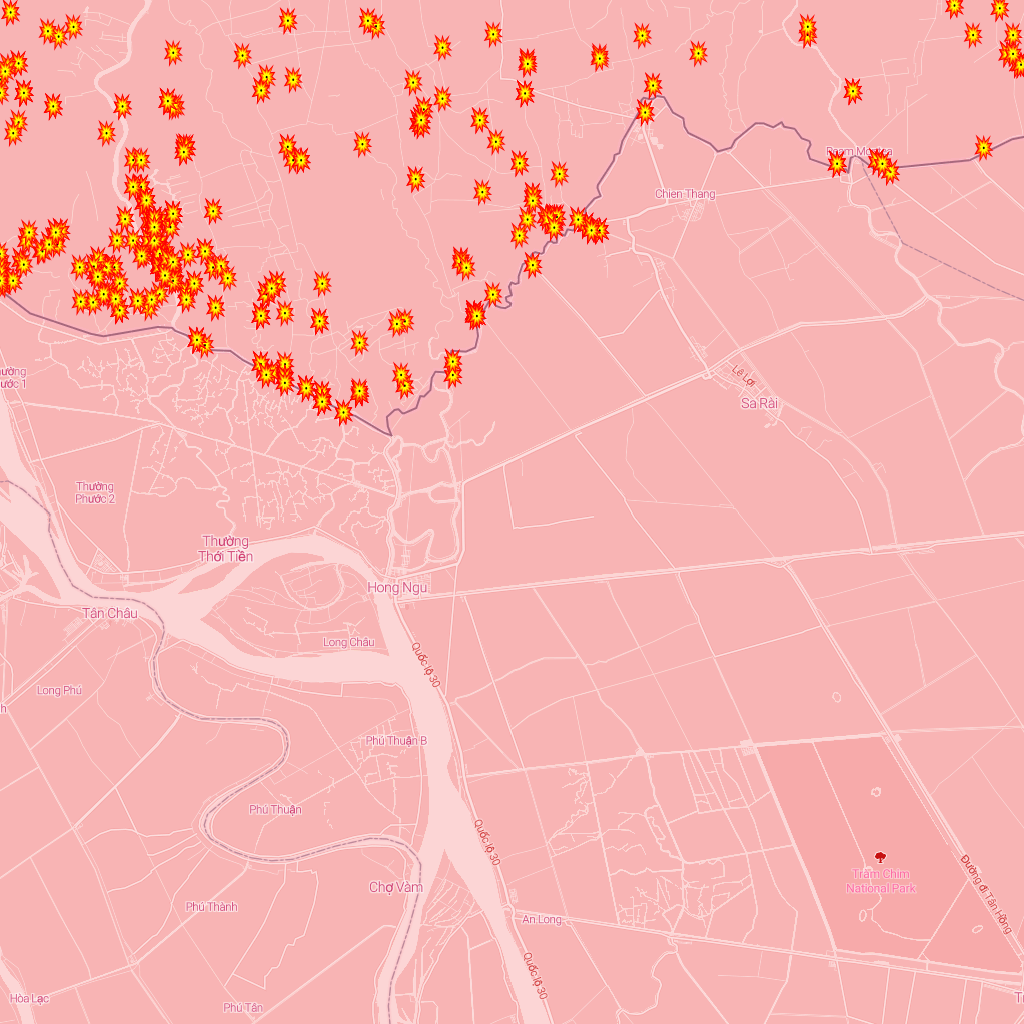 Chien Thang
Lê Lợi
Sa Rài
ước 1
Thường
Phước 2
Thường
Thới Tiền
Hong Ngu
Tân Châu
Long Châu
Quốc lộ 30
Long Phú
Phú Thuận B
Phú Thuận
Quốc lộ 30
Tràm Chim
National Park
Đường đi Tân Hồng
Chợ Vàm
Phú Thành
An Long
Quốc lộ 30
Hòa Lạc
Phú Tân